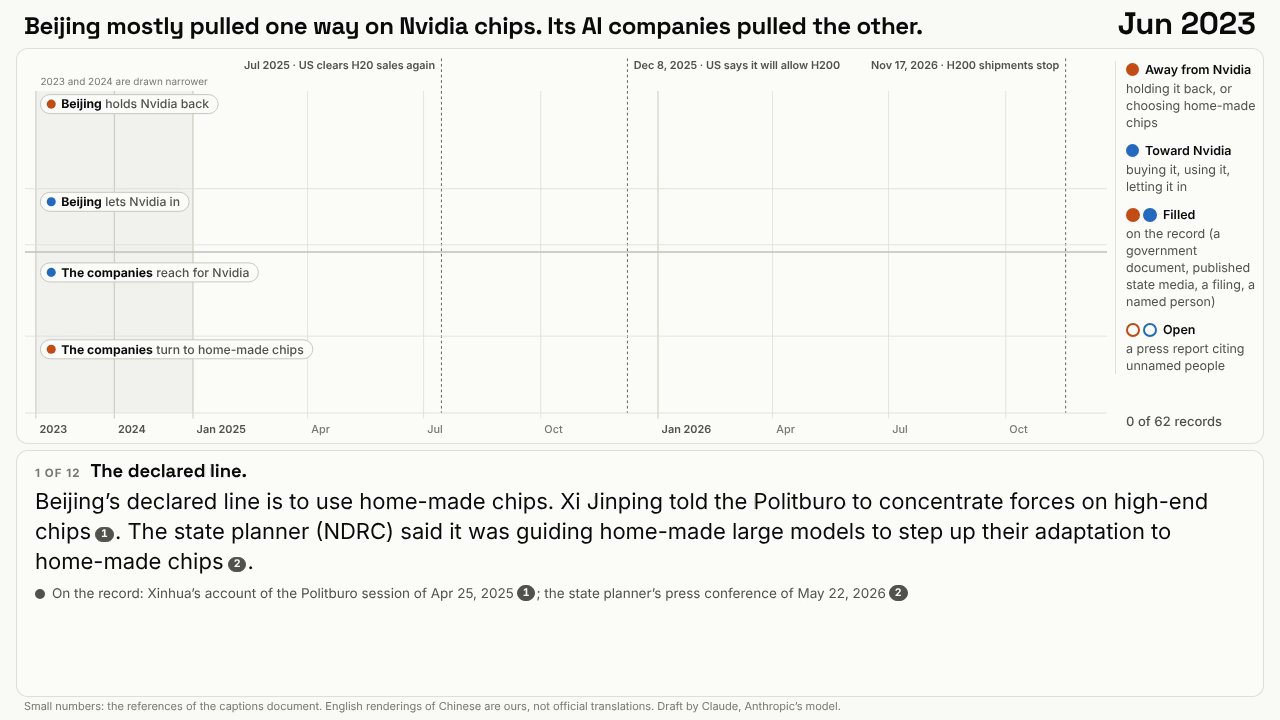 Beijing mostly pulled one way on Nvidia chips. Its AI companies pulled the other.
Jun 2023
Jul 2025 · US clears H20 sales again
Dec 8, 2025 · US says it will allow H200
Nov 17, 2026 · H200 shipments stop
2023 and 2024 are drawn narrower
Beijing holds Nvidia back
Beijing lets Nvidia in
The companies reach for Nvidia
The companies turn to home-made chips
2023
2024
Jan 2025
Apr
Jul
Oct
Jan 2026
Apr
Jul
Oct
Away from Nvidia
holding it back, or
choosing home-made
chips
Toward Nvidia
buying it, using it,
letting it in
Filled
on the record (a
government
document, published
state media, a filing, a
named person)
Open
a press report citing
unnamed people
0 of 62 records
1 OF 12 The declared line.
Beijing’s declared line is to use home-made chips. Xi Jinping told the Politburo to concentrate forces on high-end
chips 1. The state planner (NDRC) said it was guiding home-made large models to step up their adaptation to
home-made chips 2.
On the record: Xinhua’s account of the Politburo session of Apr 25, 2025 1; the state planner’s press conference of May 22, 2026 2
Small numbers: the references of the captions document. English renderings of Chinese are ours, not official translations. Draft by Claude, Anthropic’s model.